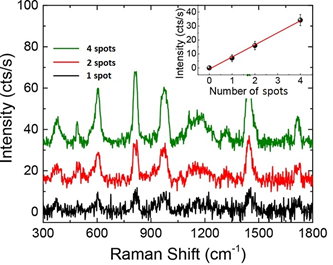 100
80
60
40
20
0
Intensity (cts/s)
4 spots
2 spots
1 spot
40
30
20
10
0
Intensity (cts/s)
0 1 2 4
Number of spots
300 600 900 1200 1500 1800
Raman Shift (cm⁻¹)